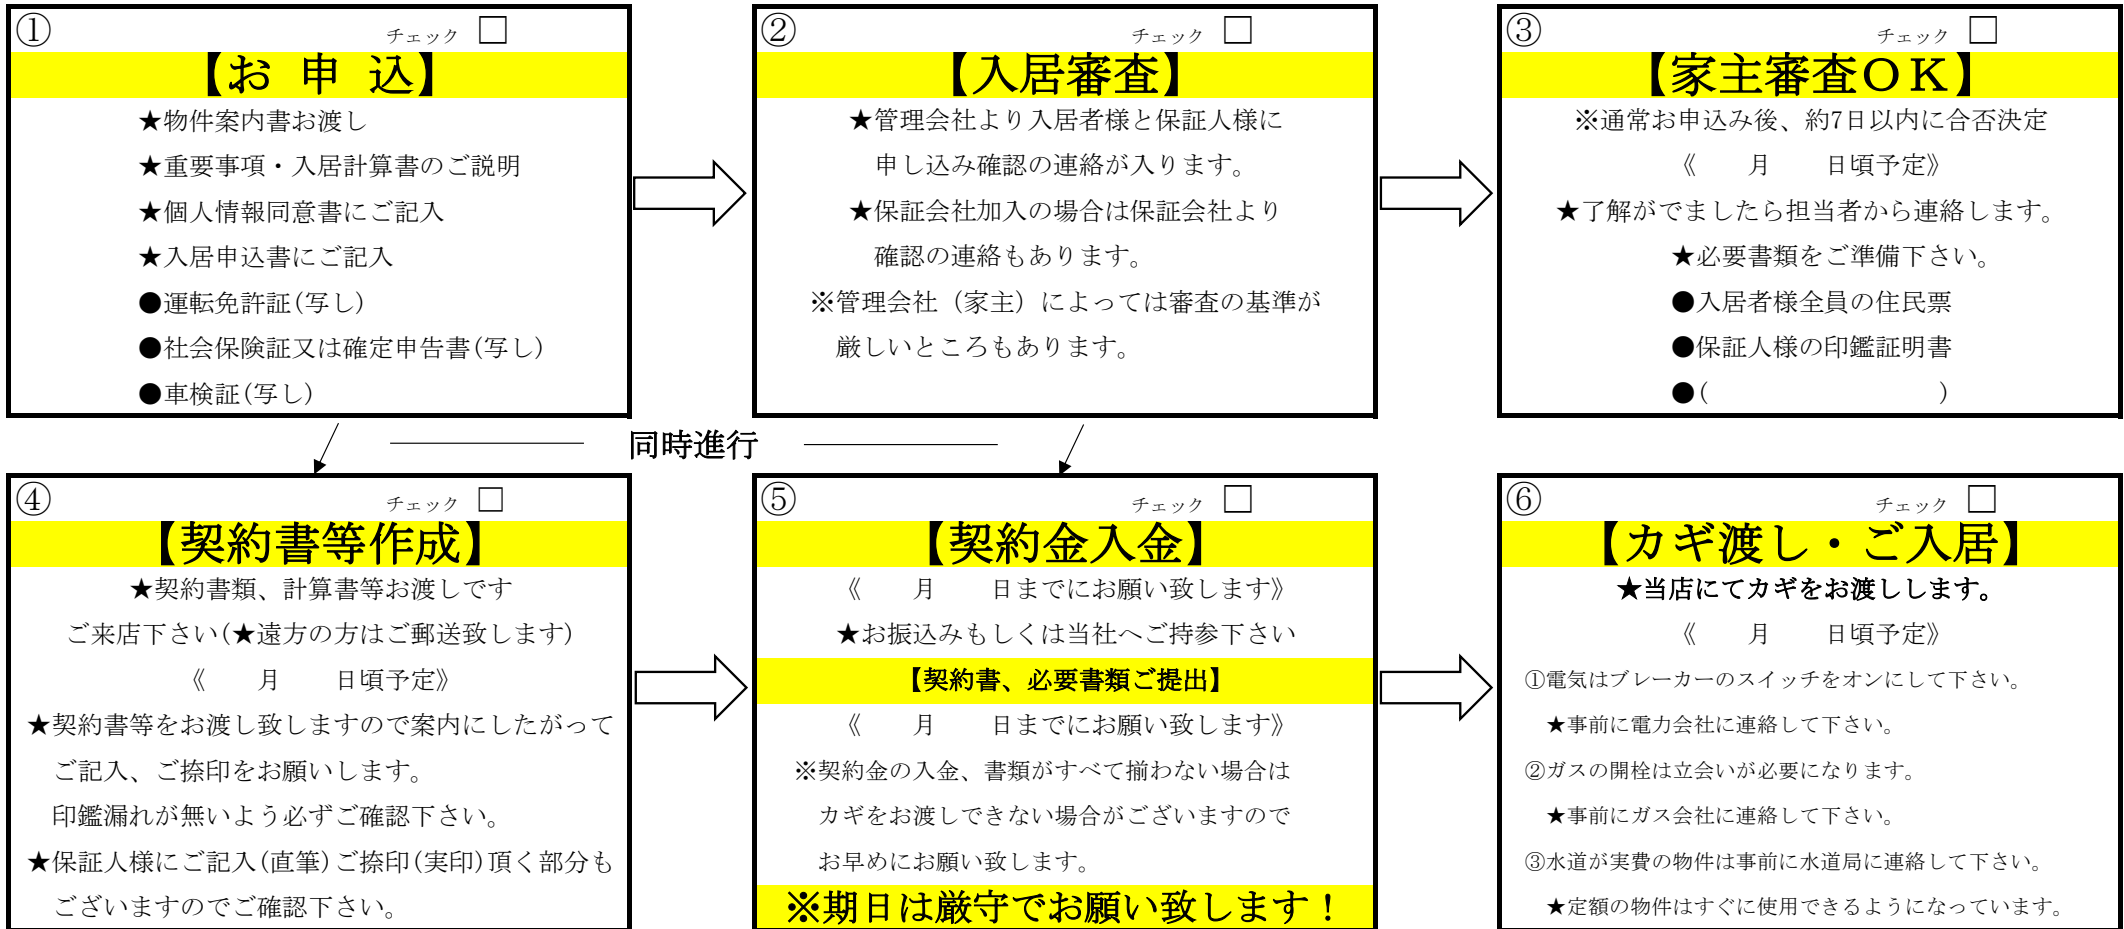 ① チェック □
【お 申 込】
★物件案内書お渡し
★重要事項・入居計算書のご説明
★個人情報同意書にご記入
★入居申込書にご記入
●運転免許証(写し)
●社会保険証又は確定申告書(写し)
●車検証(写し)
② チェック □
【入居審査】
★管理会社より入居者様と保証人様に
申し込み確認の連絡が入ります。
★保証会社加入の場合は保証会社より
確認の連絡もあります。
※管理会社（家主）によっては審査の基準が
厳しいところもあります。
③ チェック □
【家主審査ＯＫ】
※通常お申込み後、約7日以内に合否決定
《　　月　　日頃予定》
★了解がでましたら担当者から連絡します。
★必要書類をご準備下さい。
●入居者様全員の住民票
●保証人様の印鑑証明書
●(　　　　　　　　　)
同時進行
④ チェック □
【契約書等作成】
★契約書類、計算書等お渡しです
ご来店下さい(★遠方の方はご郵送致します)
《　　月　　日頃予定》
★契約書等をお渡し致しますので案内にしたがって
ご記入、ご捺印をお願いします。
印鑑漏れが無いよう必ずご確認下さい。
★保証人様にご記入(直筆)ご捺印(実印)頂く部分も
ございますのでご確認下さい。
⑤ チェック □
【契約金入金】
《　　月　　日までにお願い致します》
★お振込みもしくは当社へご持参下さい
【契約書、必要書類ご提出】
《　　月　　日までにお願い致します》
※契約金の入金、書類がすべて揃わない場合は
カギをお渡しできない場合がございますので
お早めにお願い致します。
※期日は厳守でお願い致します！
⑥ チェック □
【カギ渡し・ご入居】
★当店にてカギをお渡しします。
《　　月　　日頃予定》
①電気はブレーカーのスイッチをオンにして下さい。
★事前に電力会社に連絡して下さい。
②ガスの開栓は立会いが必要になります。
★事前にガス会社に連絡して下さい。
③水道が実費の物件は事前に水道局に連絡して下さい。
★定額の物件はすぐに使用できるようになっています。